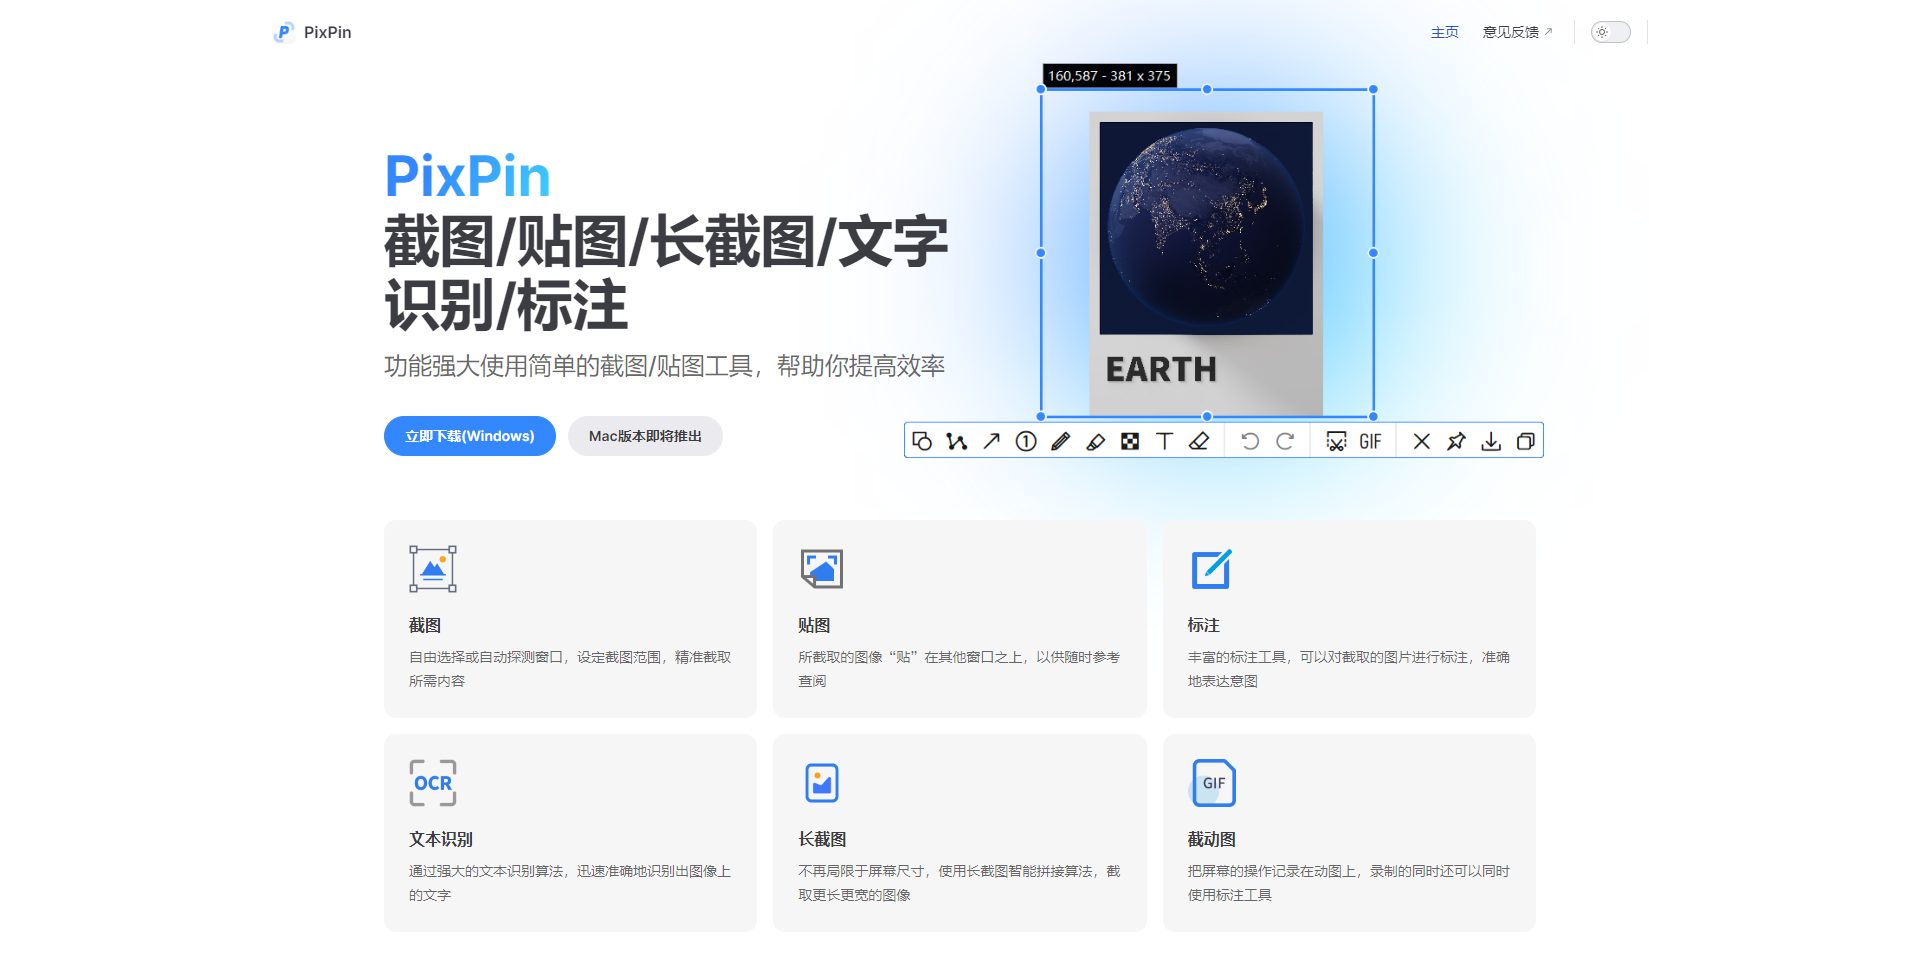 PixPin
主页
意见反馈
160,587 - 381 x 375
PixPin
截图/贴图/长截图/文字
识别/标注
功能强大使用简单的截图/贴图工具，帮助你提高效率
立即下载(Windows)
Mac版本即将推出
EARTH
1
GIF
截图
自由选择或自动探测窗口，设定截图范围，精准截取
所需内容
贴图
所截取的图像“贴”在其他窗口之上，以供随时参考
查阅
标注
丰富的标注工具，可以对截取的图片进行标注，准确
地表达意图
OCR
文本识别
通过强大的文本识别算法，迅速准确地识别出图像上
的文字
长截图
不再局限于屏幕尺寸，使用长截图智能拼接算法，截
取更长更宽的图像
GIF
截动图
把屏幕的操作记录在动图上，录制的同时还可以同时
使用标注工具